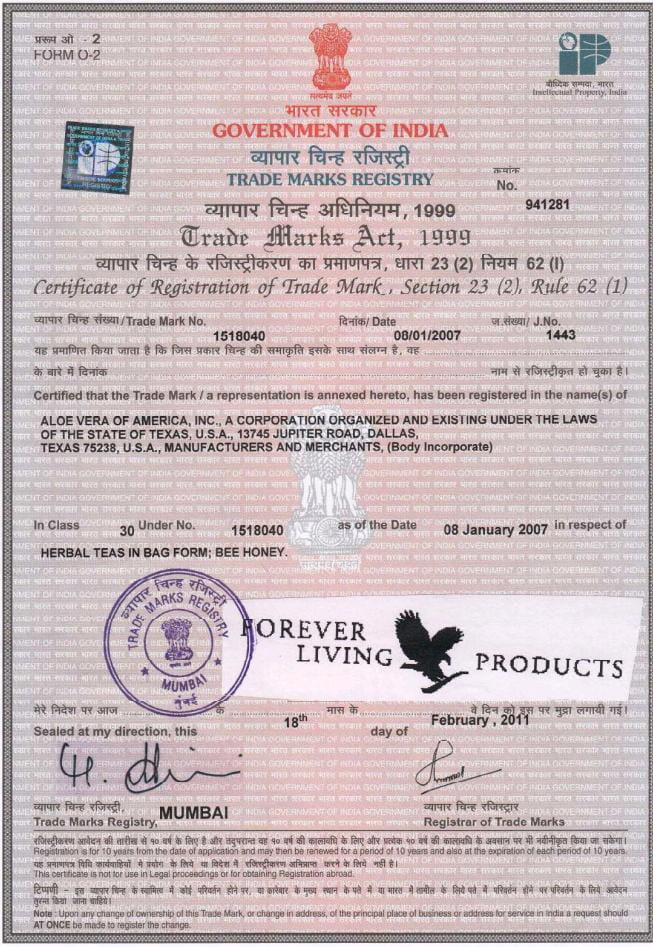 प्ररूप ओ - 2
FORM O-2
सत्यमेव जयते
बौधिक सम्पदा, भारत
Intellectual Property, India
भारत सरकार
GOVERNMENT OF INDIA
व्यापार चिन्ह रजिस्ट्री
TRADE MARKS REGISTRY
क्रमांक
No. 941281
व्यापार चिन्ह अधिनियम, 1999
Trade Marks Act, 1999
व्यापार चिन्ह के रजिस्ट्रीकरण का प्रमाणपत्र, धारा 23 (2) नियम 62 (I)
Certificate of Registration of Trade Mark, Section 23 (2), Rule 62 (1)
व्यापार चिन्ह संख्या/Trade Mark No. दिनांक/ Date ज.संख्या/ J.No.
1518040 08/01/2007 1443
यह प्रमाणित किया जाता है कि जिस प्रकार चिन्ह की समाकृति इसके साथ संलग्न है, वह
के बारे में दिनांक नाम से रजिस्ट्रीकृत हो चुका है।
Certified that the Trade Mark / a representation is annexed hereto, has been registered in the name(s) of
ALOE VERA OF AMERICA, INC., A CORPORATION ORGANIZED AND EXISTING UNDER THE LAWS
OF THE STATE OF TEXAS, U.S.A., 13745 JUPITER ROAD, DALLAS,
TEXAS 75238, U.S.A., MANUFACTURERS AND MERCHANTS, (Body Incorporate)
In Class 30 Under No. 1518040 as of the Date 08 January 2007 in respect of
HERBAL TEAS IN BAG FORM; BEE HONEY.
व्यापार चिन्ह रजिस्ट्री
TRADE MARKS REGISTRY
MUMBAI
मुंबई
FOREVER
LIVING PRODUCTS
मेरे निदेश पर आज के मास के वे दिन को इस पर मुद्रा लगायी गई।
18th February , 2011
Sealed at my direction, this day of
व्यापार चिन्ह रजिस्ट्री, व्यापार चिन्ह रजिस्ट्रार
Trade Marks Registry, MUMBAI Registrar of Trade Marks
रजिस्ट्रीकरण आवेदन की तारीख से १० वर्ष के लिए है और तदुपरान्त वह १० वर्ष की कालावधि के लिए और प्रत्येक १० वर्ष की कालावधि के अवसान पर भी नवीनीकृत किया जा सकेगा।
Registration is for 10 years from the date of application and may then be renewed for a period of 10 years and also at the expiration of each period of 10 years.
यह प्रमाणपत्र विधि कार्यवाहियों में प्रयोग के लिये या विदेश में रजिस्ट्रीकरण अभिप्राप्त करने के लिये नहीं है।
This certificate is not for use in Legal proceedings or for obtaining Registration abroad.
टिप्पणी - इस व्यापार चिन्ह के स्वामित्व में कोई परिवर्तन होने पर, या कारबार के मुख्य स्थान के पते में या भारत में तामील के लिये पते में परिवर्तन होने पर परिवर्तन के लिये आवेदन
तुरन्त किया जाना चाहिये।
Note : Upon any change of ownership of this Trade Mark, or change in address, of the principal place of business or address for service in India a request should
AT ONCE be made to register the change.